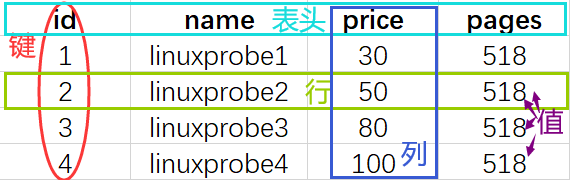 id name 表头 price pages
键 1 linuxprobe1 30 518
2 linuxprobe2 行 50 518
3 linuxprobe3 80 518 值
4 linuxprobe4 100 列 518